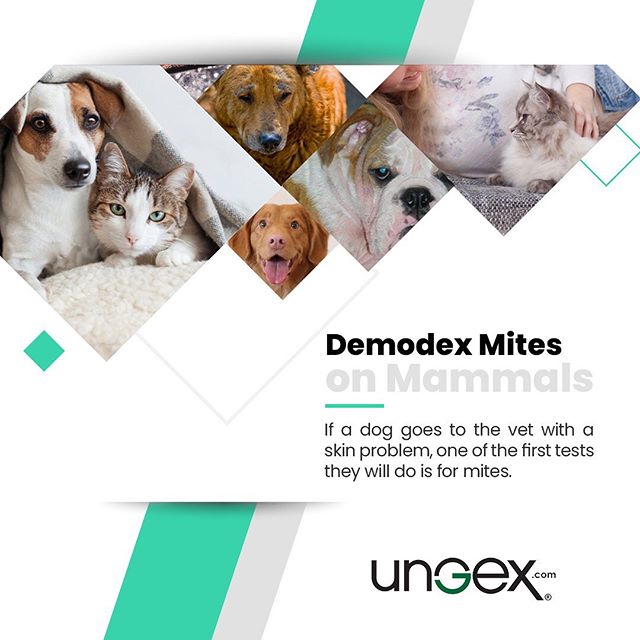 Demodex Mites
on Mammals
If a dog goes to the vet with a
skin problem, one of the first tests
they will do is for mites.
ungex.com®